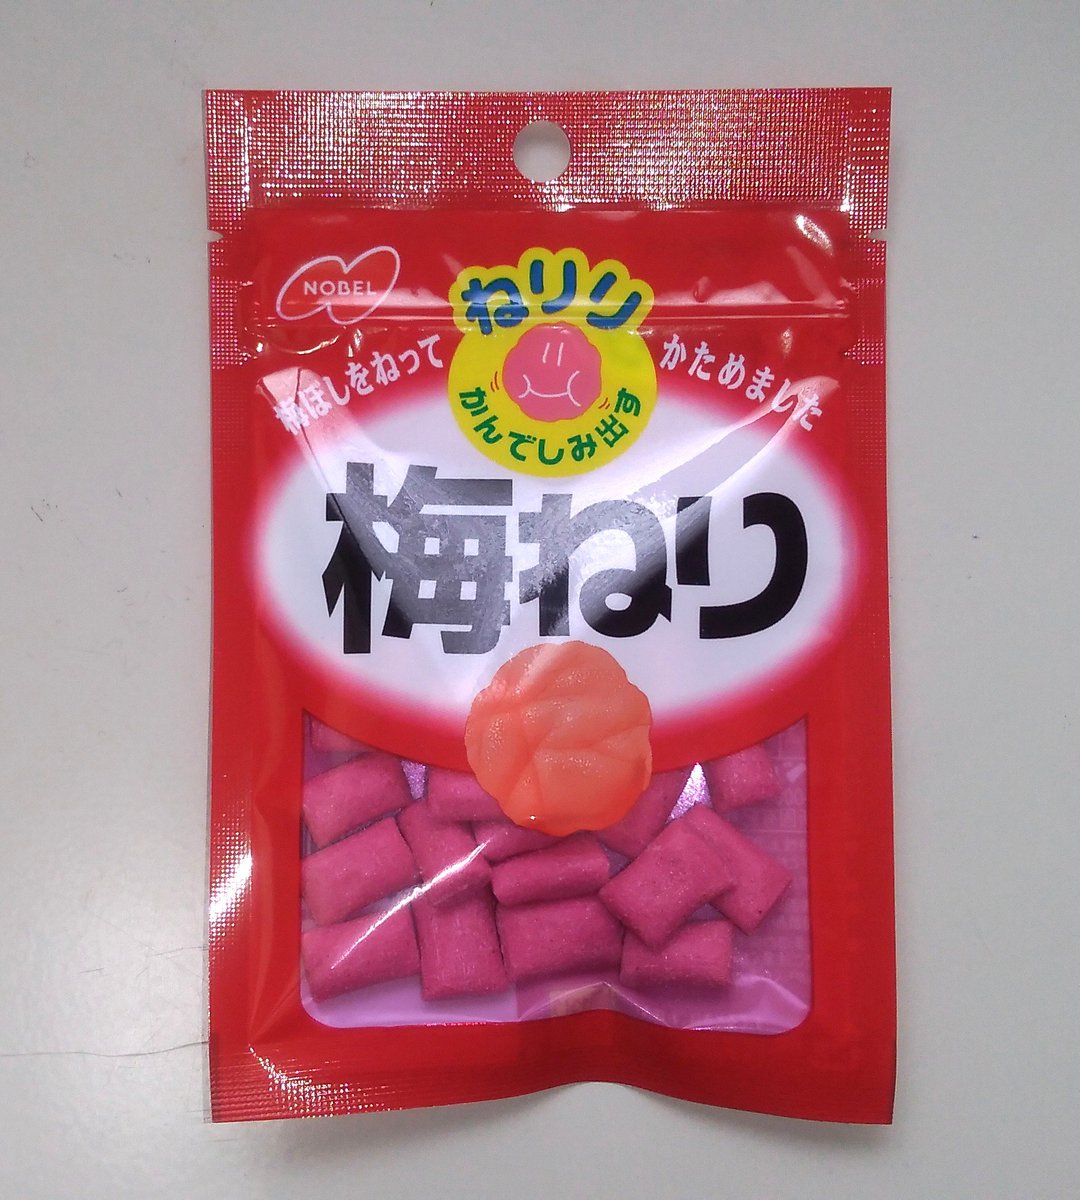 NOBEL
ねりり
梅ぼしをねって
かためました
かんでしみ出す
梅ねり